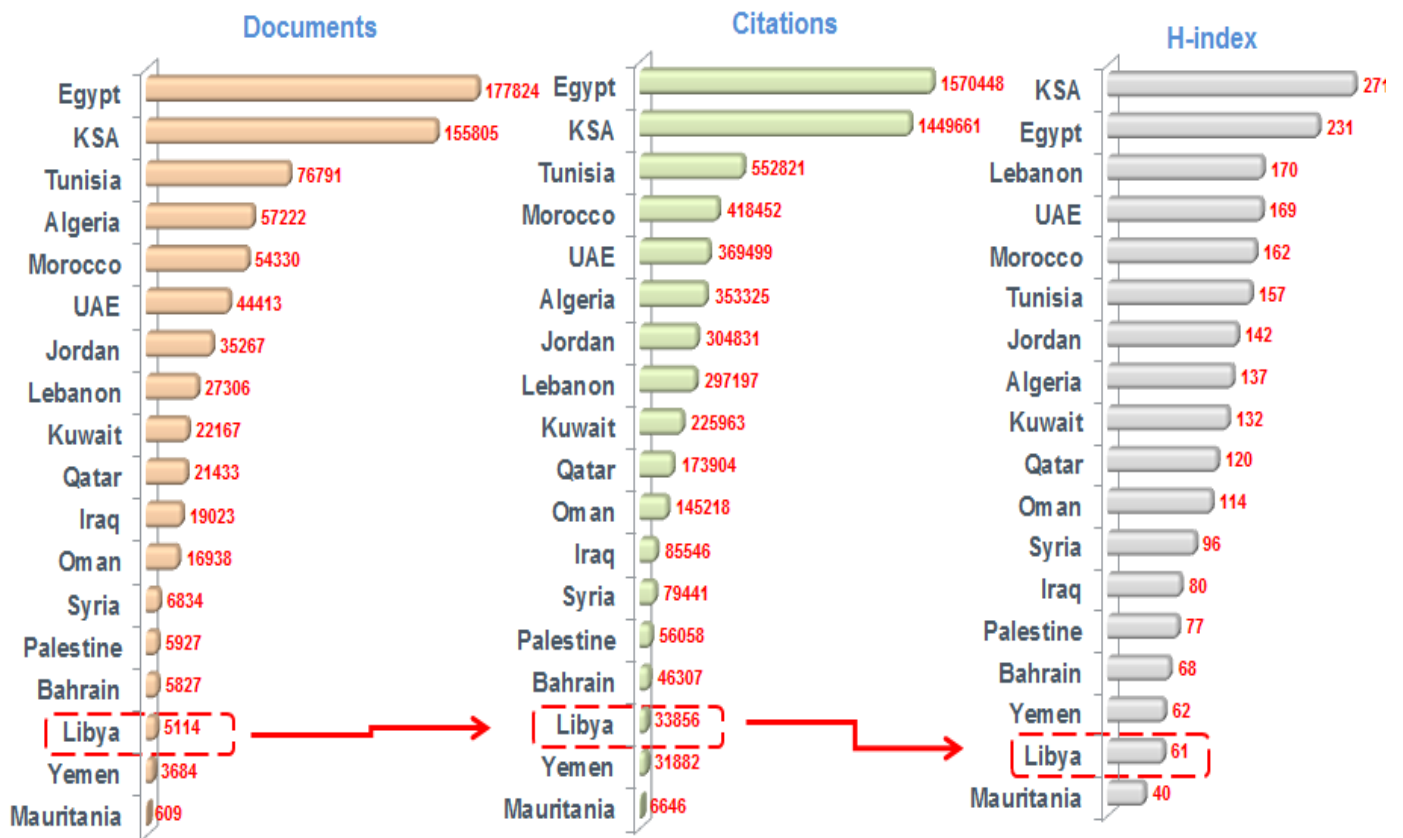 Documents
Egypt 177824
KSA 155805
Tunisia 76791
Algeria 57222
Morocco 54330
UAE 44413
Jordan 35267
Lebanon 27306
Kuwait 22167
Qatar 21433
Iraq 19023
Oman 16938
Syria 6834
Palestine 5927
Bahrain 5827
Libya 5114
Yemen 3684
Mauritania 609
Citations
Egypt 1570448
KSA 1449661
Tunisia 552821
Morocco 418452
UAE 369499
Algeria 353325
Jordan 304831
Lebanon 297197
Kuwait 225963
Qatar 173904
Oman 145218
Iraq 85546
Syria 79441
Palestine 56058
Bahrain 46307
Libya 33856
Yemen 31882
Mauritania 6646
H-index
KSA 271
Egypt 231
Lebanon 170
UAE 169
Morocco 162
Tunisia 157
Jordan 142
Algeria 137
Kuwait 132
Qatar 120
Oman 114
Syria 96
Iraq 80
Palestine 77
Bahrain 68
Yemen 62
Libya 61
Mauritania 40